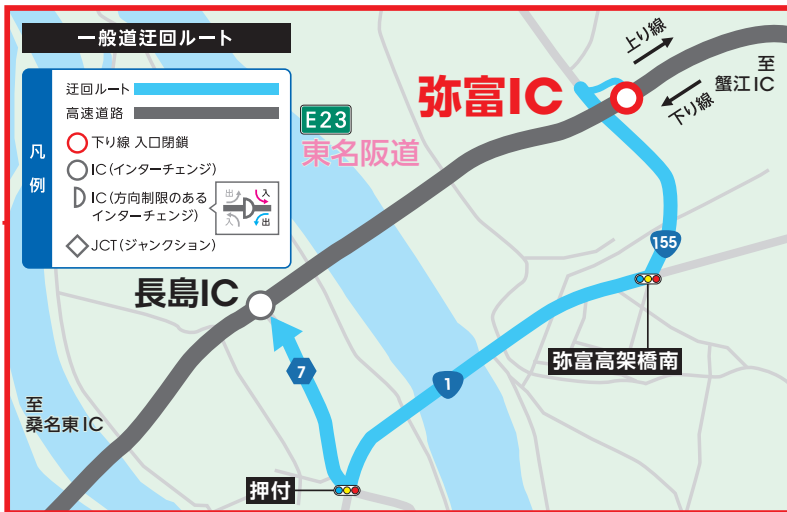 一般道迂回ルート
凡例
迂回ルート
高速道路
下り線 入口閉鎖
IC(インターチェンジ)
IC(方向制限のある
インターチェンジ)
出
入
入
出
JCT(ジャンクション)
E23
東名阪道
弥富IC
上り線
下り線
至
蟹江IC
155
弥富高架橋南
長島IC
7
1
至
桑名東IC
押付